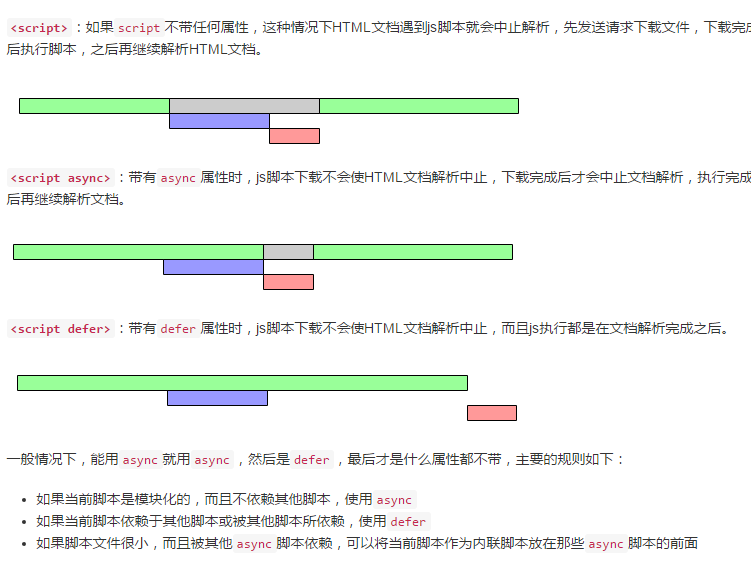 <script>：如果 script 不带任何属性，这种情况下HTML文档遇到js脚本就会中止解析，先发送请求下载文件，下载完成
后执行脚本，之后再继续解析HTML文档。
<script async>：带有 async 属性时，js脚本下载不会使HTML文档解析中止，下载完成后才会中止文档解析，执行完成
后再继续解析文档。
<script defer>：带有 defer 属性时，js脚本下载不会使HTML文档解析中止，而且js执行都是在文档解析完成之后。
一般情况下，能用 async 就用 async ，然后是 defer ，最后才是什么属性都不带，主要的规则如下：
• 如果当前脚本是模块化的，而且不依赖其他脚本，使用 async
• 如果当前脚本依赖于其他脚本或被其他脚本所依赖，使用 defer
• 如果脚本文件很小，而且被其他 async 脚本依赖，可以将当前脚本作为内联脚本放在那些 async 脚本的前面